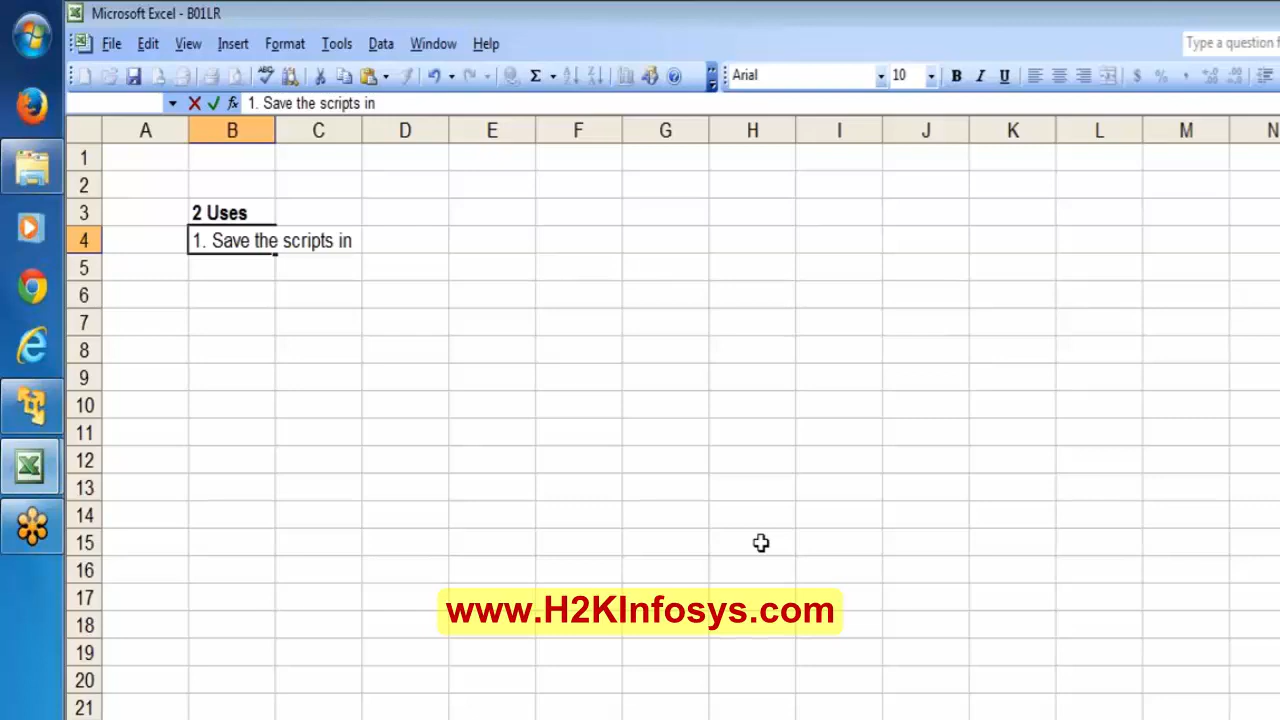 Microsoft Excel - B01LR
File Edit View Insert Format Tools Data Window Help
Type a question f
Arial 10 B I U $ %
1. Save the scripts in
A B C D E F G H I J K L M N
1
2
3 2 Uses
4 1. Save the scripts in
5
6
7
8
9
10
11
12
13
14
15
16
17
www.H2KInfosys.com
18
19
20
21